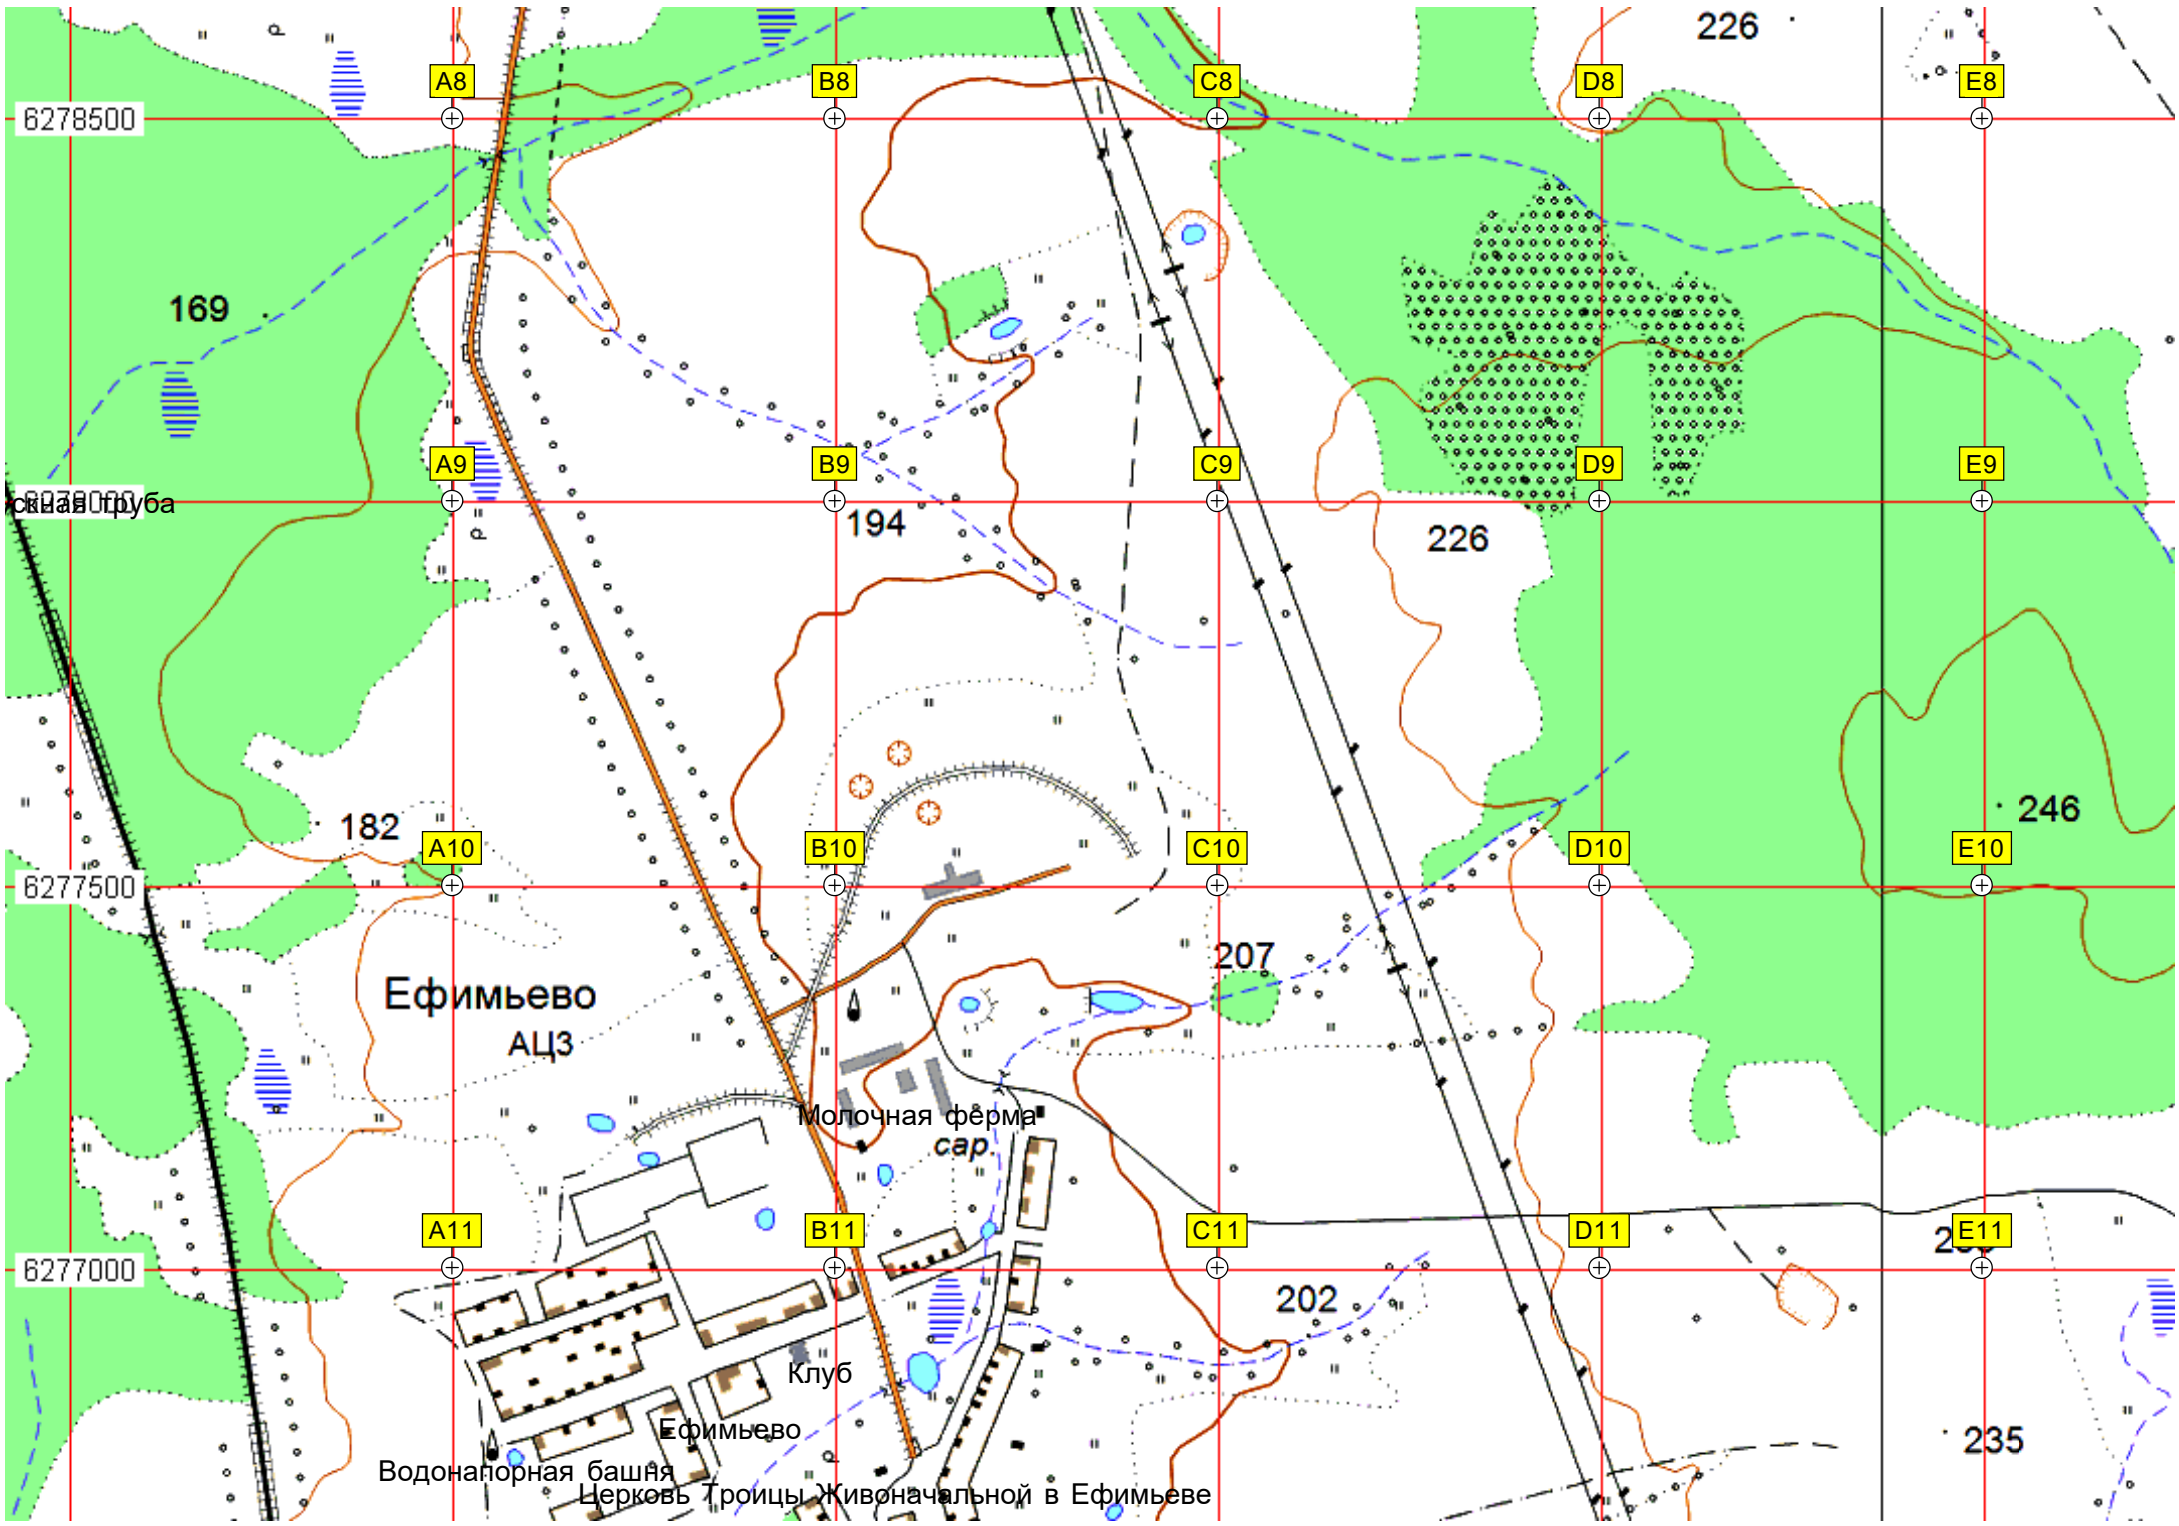 226
A8
B8
C8
D8
E8
6278500
169
A9
B9
C9
D9
E9
скная труба
194
226
182
246
A10
B10
C10
D10
E10
6277500
207
Ефимьево
АЦЗ
Молочная ферма
сар.
A11
B11
C11
D11
E11
6277000
202
Клуб
Ефимьево
235
Водонапорная башня
Церковь Троицы Живоначальной в Ефимьеве